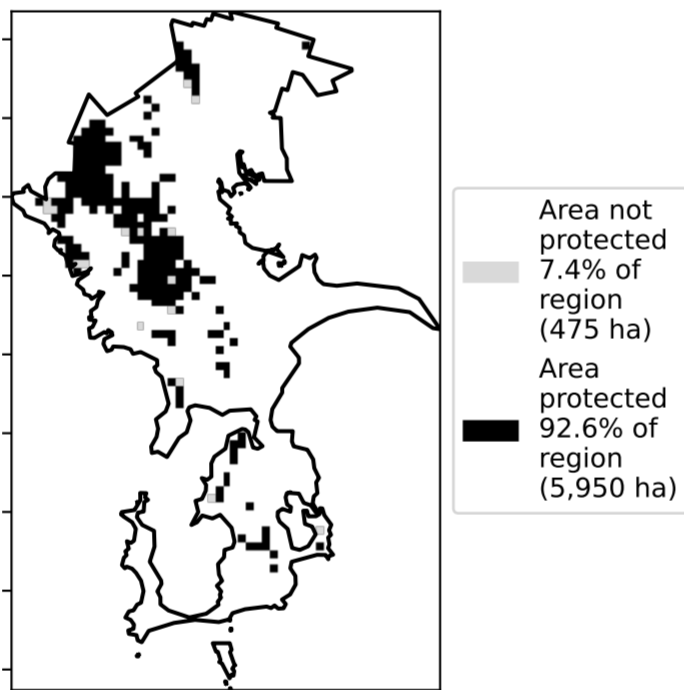 Area not
protected
7.4% of
region
(475 ha)
Area
protected
92.6% of
region
(5,950 ha)